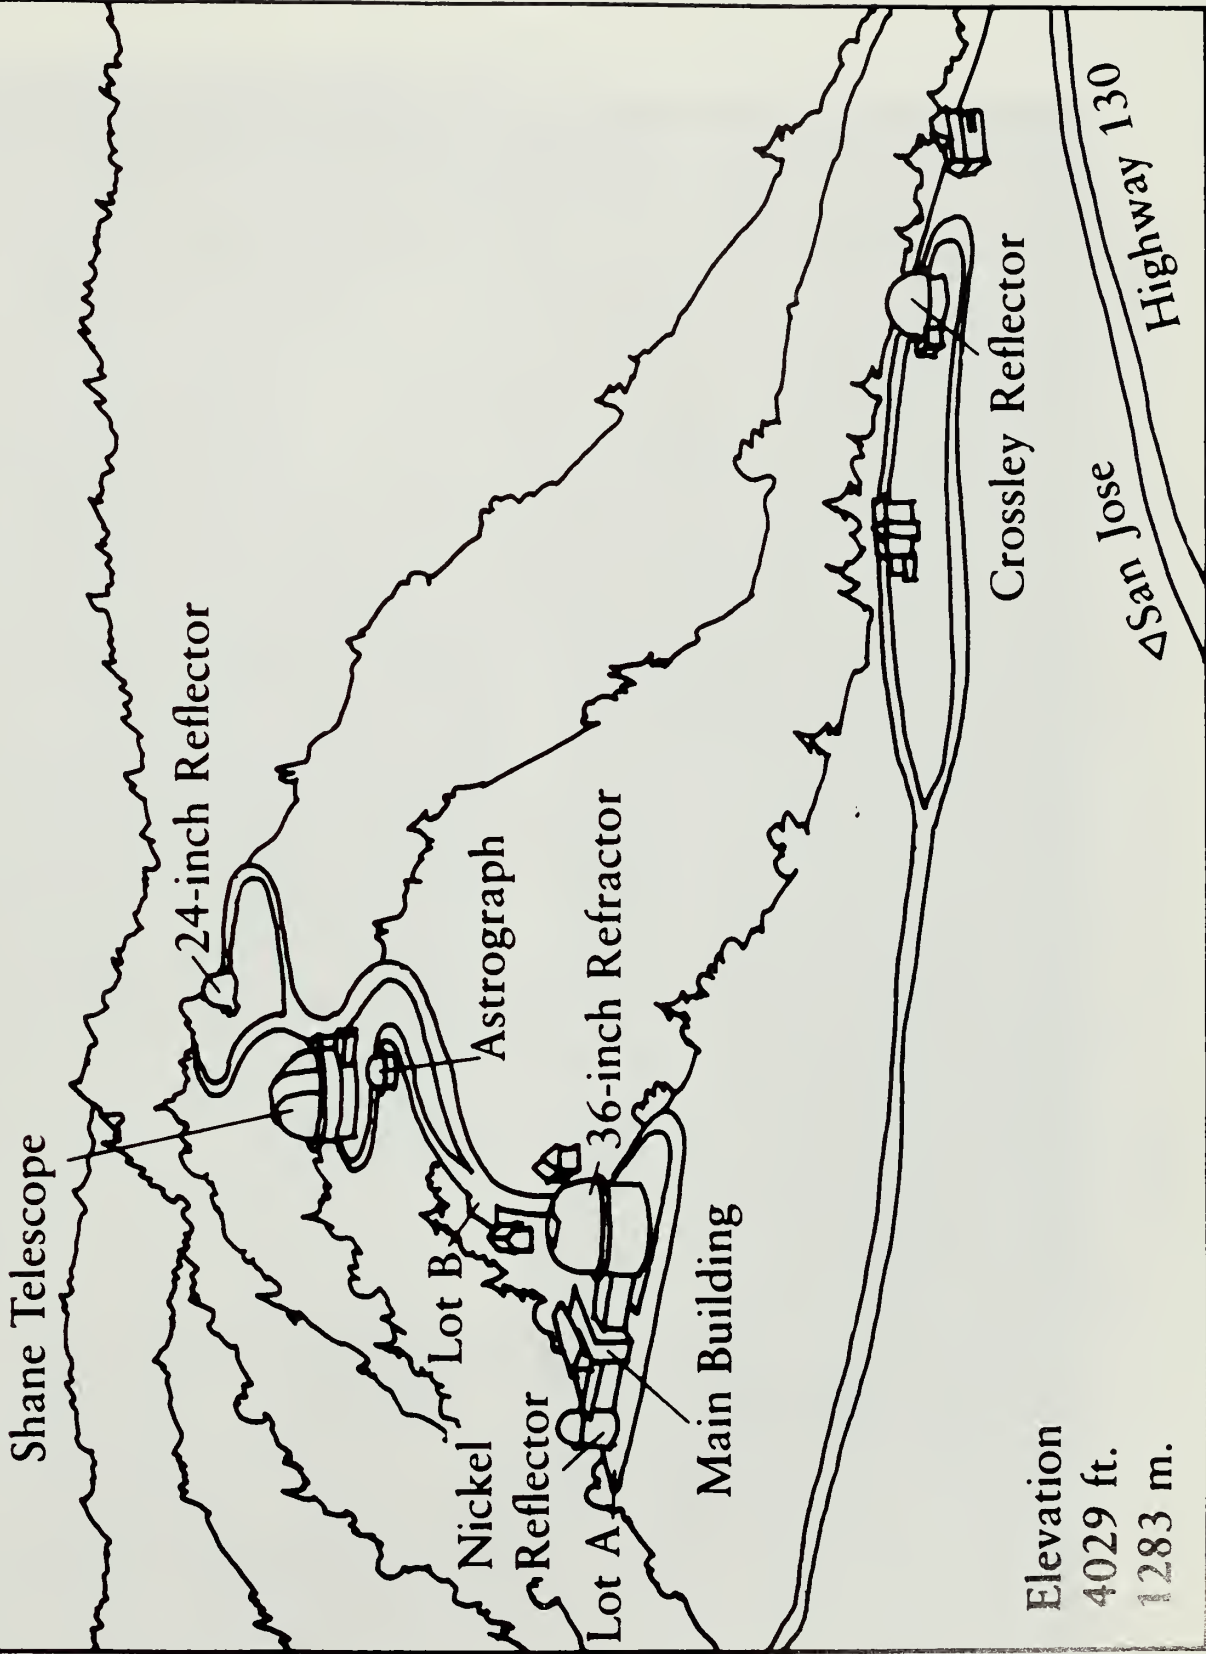 Shane Telescope
24-inch Reflector
Astrograph
Lot B
36-inch Refractor
Nickel
Reflector
Lot A
Main Building
Crossley Reflector
Elevation
4029 ft.
1283 m.
San Jose
Highway 130